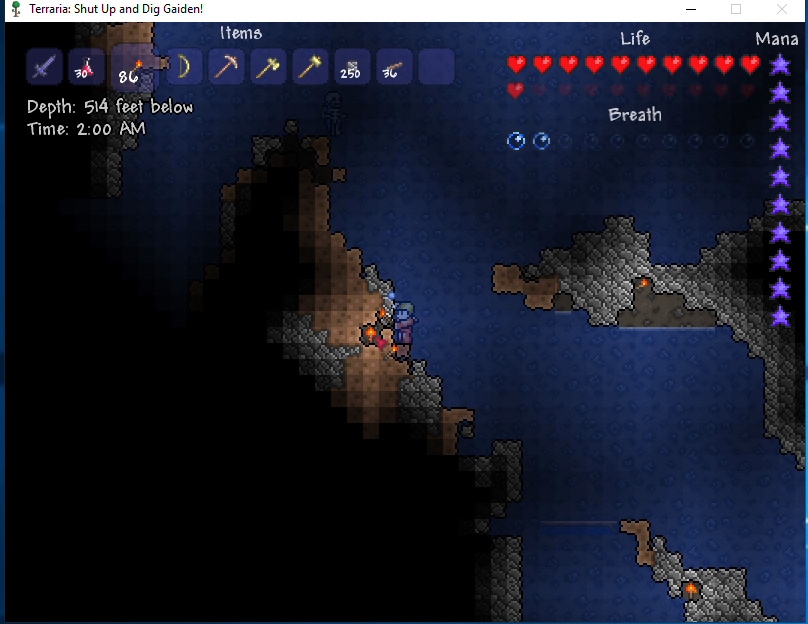 Terraria: Shut Up and Dig Gaiden!
Items
Life
Mana
30
86
250
36
Depth: 514 feet below
Time: 2:00 AM
Breath